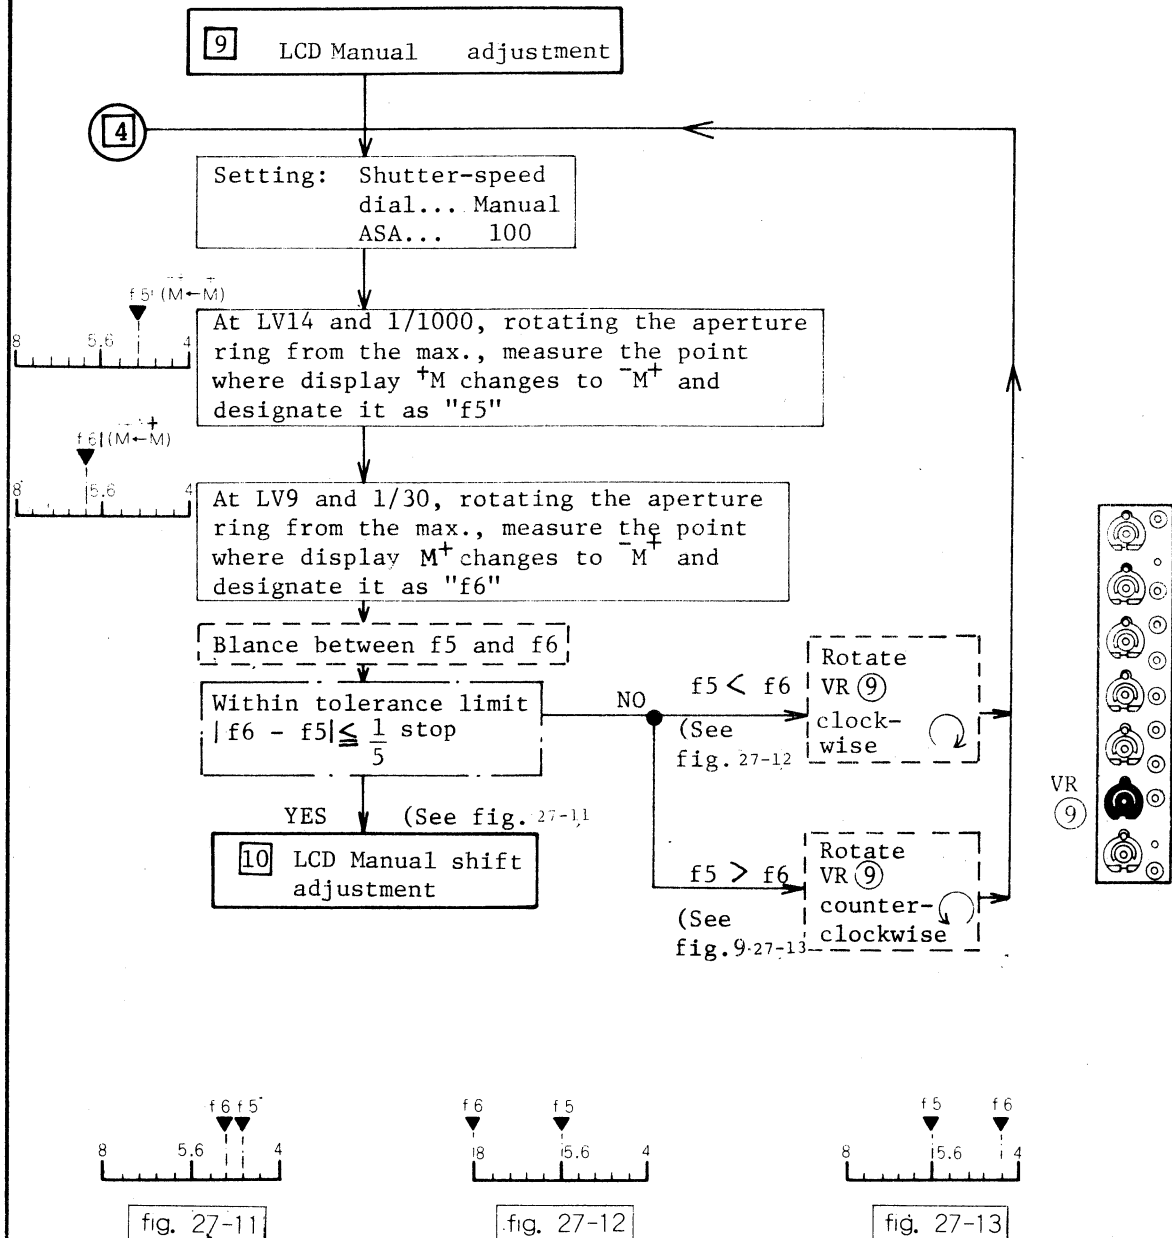 9 LCD Manual adjustment
4
Setting: Shutter-speed
dial... Manual
ASA... 100
f5 (M←M)
8 5.6 4
At LV14 and 1/1000, rotating the aperture
ring from the max., measure the point
where display +M changes to -M+ and
designate it as "f5"
f6 (M←M)
8 5.6 4
At LV9 and 1/30, rotating the aperture
ring from the max., measure the point
where display M+ changes to -M+ and
designate it as "f6"
Blance between f5 and f6
Within tolerance limit
|f6 - f5| ≦ 1/5 stop
NO
f5 < f6
(See
fig. 27-12
Rotate
VR ⑨
clock-
wise
YES
(See fig. 27-11
10 LCD Manual shift
adjustment
f5 > f6
(See
fig.9.27-13
Rotate
VR ⑨
counter-
clockwise
VR
⑨
f6 f5
8 5.6 4
fig. 27-11
f6 f5
8 5.6 4
fig. 27-12
f5 f6
8 5.6 4
fig. 27-13